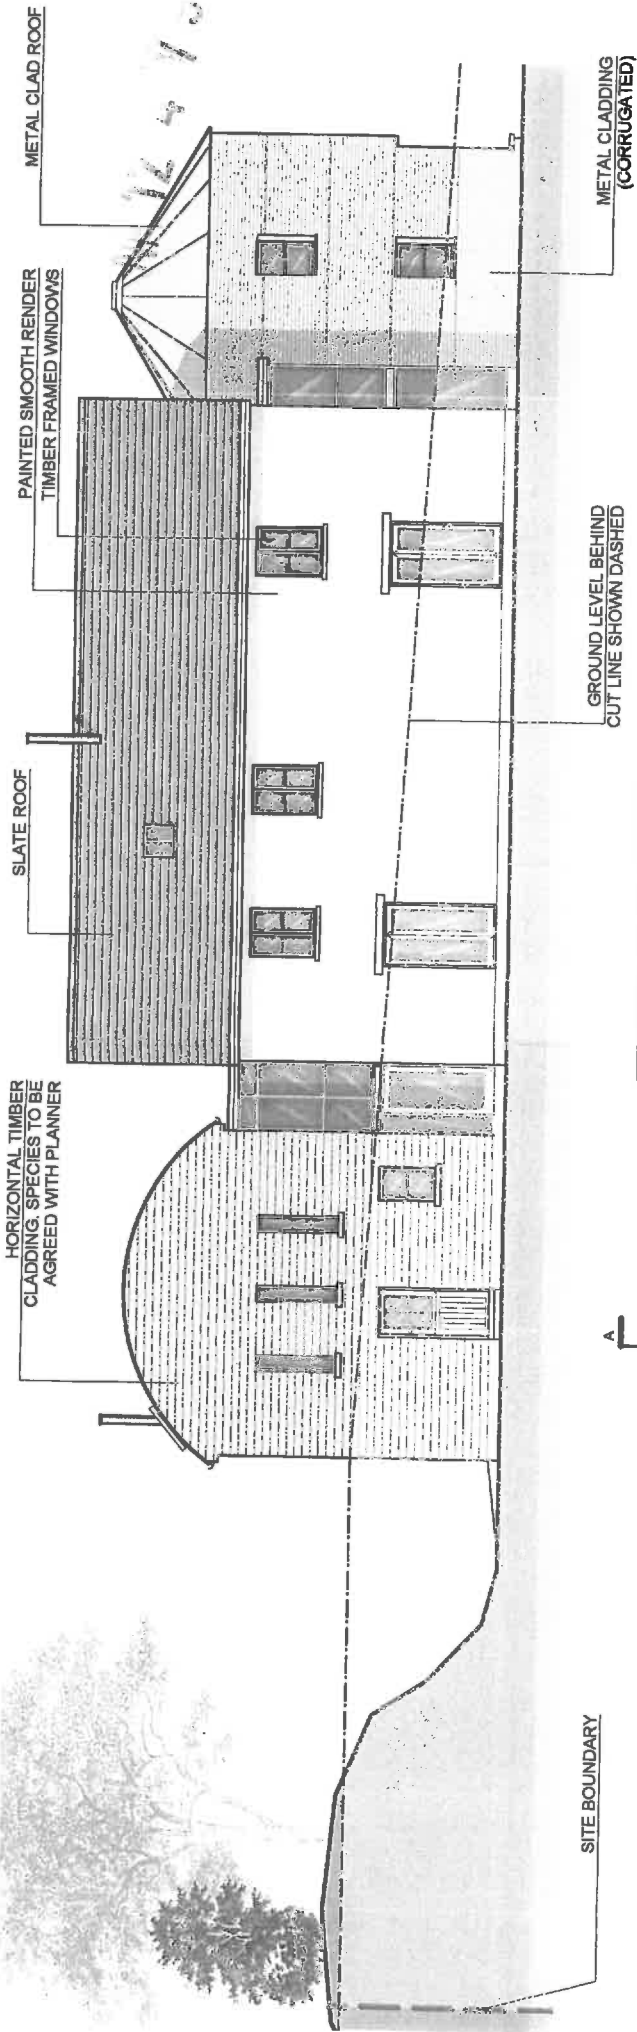 HORIZONTAL TIMBER
CLADDING, SPECIES TO BE
AGREED WITH PLANNER
SLATE ROOF
PAINTED SMOOTH RENDER
TIMBER FRAMED WINDOWS
METAL CLAD ROOF
SITE BOUNDARY
A
GROUND LEVEL BEHIND
CUT LINE SHOWN DASHED
METAL CLADDING
(CORRUGATED)